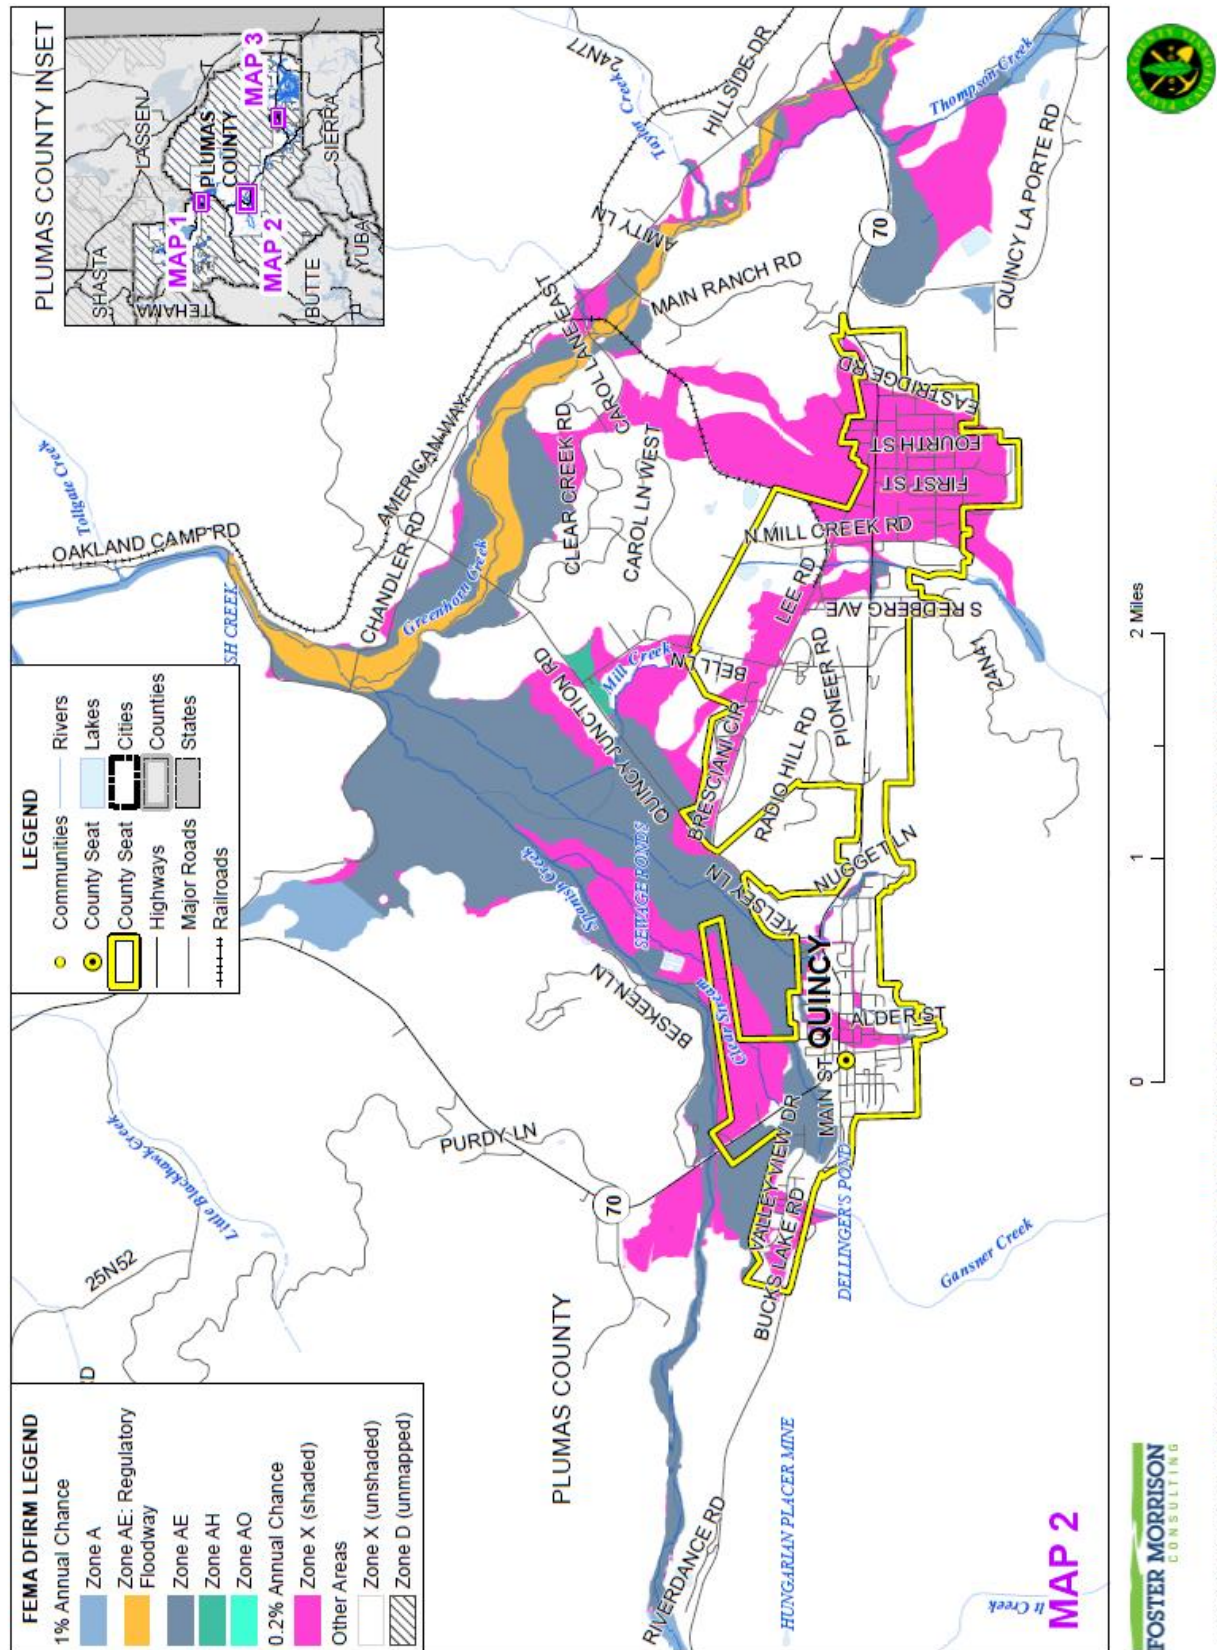 PLUMAS COUNTY INSET
SHASTA
LASSEN
TEHAMA
PLUMAS
COUNTY
BUTTE
SIERRA
YUBA
MAP 1
MAP 2
MAP 3
LEGEND
Communities
County Seat
County Seat
Highways
Major Roads
Railroads
Rivers
Lakes
Cities
Counties
States
FEMA DFIRM LEGEND
1% Annual Chance
Zone A
Zone AE: Regulatory
Floodway
Zone AE
Zone AH
Zone AO
0.2% Annual Chance
Zone X (shaded)
Other Areas
Zone X (unshaded)
Zone D (unmapped)
24N77
Taylor Creek
HILLSIDE DR
Thompson Creek
QUINCY LA PORTE RD
70
AMITY LN
MAIN RANCH RD
CAROL LANE EAST
AMERICAN WAY
Tollgate Creek
OAKLAND CAMP RD
CHANDLER RD
Greenhorn Creek
CLEAR CREEK RD
CAROL LN WEST
EASTRIDGE RD
FOURTH ST
FIRST ST
N MILL CREEK RD
LEE RD
S REDBERG AVE
24N41
QUINCY JUNCTION RD
Mill Creek
BELL LN
PIONEER RD
BRESCIANI CIR
RADIO HILL RD
NUGGET LN
KELSEY LN
SH CREEK
Spanish Creek
SEWAGE PONDS
BESKEEN LN
Clear Stream
QUINCY
ALDER ST
MAIN ST
VALLEY VIEW DR
BUCKS LAKE RD
DELLINGER'S POND
Gansner Creek
PURDY LN
70
Little Blackhawk Creek
25N52
PLUMAS COUNTY
RIVERDANCE RD
HUNGARIAN PLACER MINE
It Creek
MAP 2
0 1 2 Miles
FOSTER MORRISON
CONSULTING